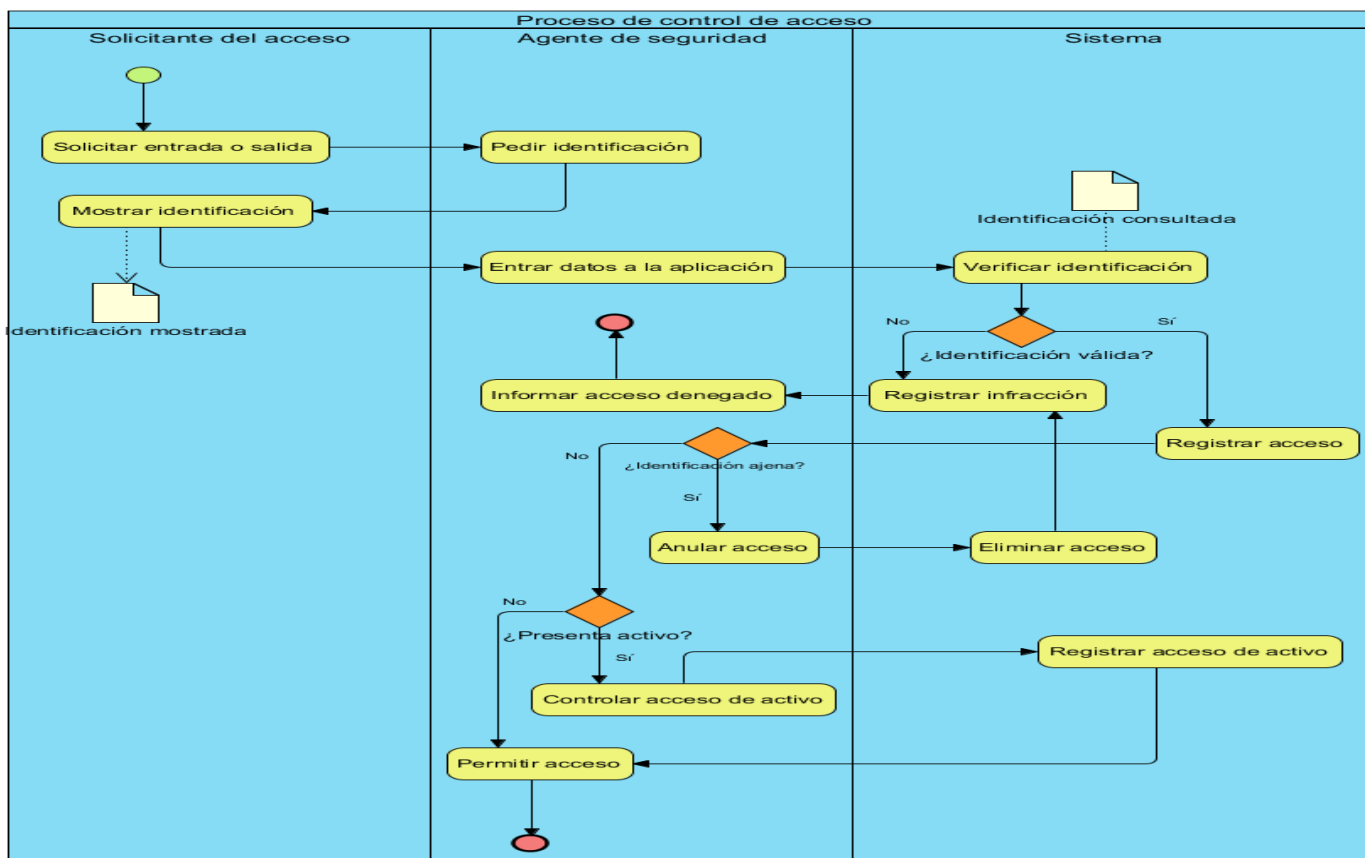 Proceso de control de acceso
Solicitante del acceso
Agente de seguridad
Sistema
Solicitar entrada o salida
Pedir identificación
Mostrar identificación
Identificación consultada
Entrar datos a la aplicación
Verificar identificación
Identificación mostrada
No
Sí
¿Identificación válida?
Informar acceso denegado
Registrar infracción
Registrar acceso
No
¿Identificación ajena?
Sí
Anular acceso
Eliminar acceso
No
¿Presenta activo?
Sí
Registrar acceso de activo
Controlar acceso de activo
Permitir acceso